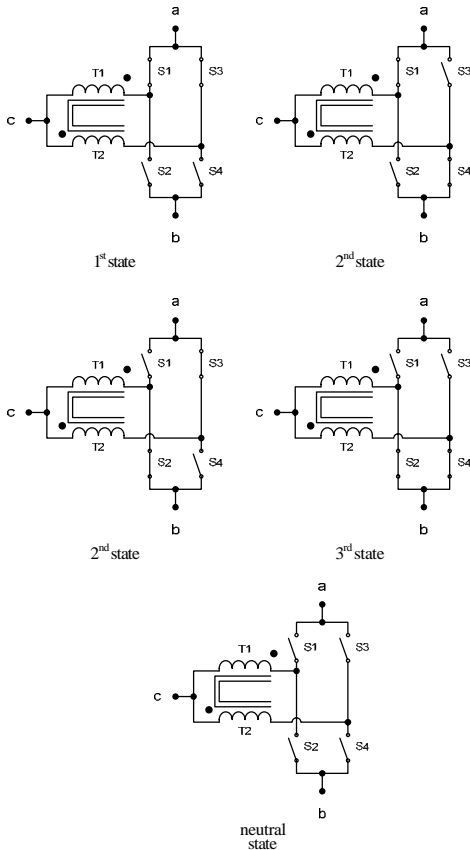 a
a
T1
S1
S3
T1
S1
S3
c
c
T2
S2
S4
T2
S2
S4
b
b
1st state
2nd state
a
a
T1
S1
S3
T1
S1
S3
c
c
T2
S2
S4
T2
S2
S4
b
b
2nd state
3rd state
a
T1
S1
S3
c
T2
S2
S4
b
neutral
state